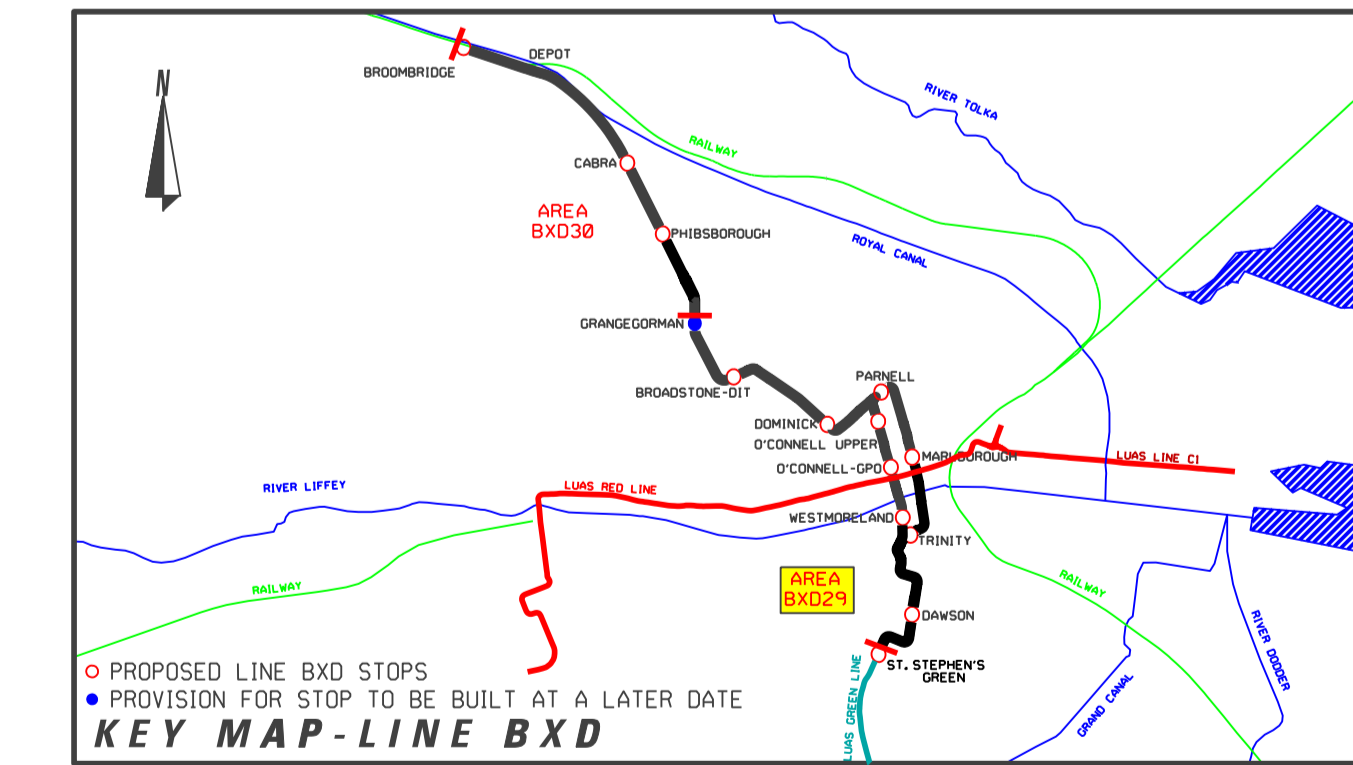 N
DEPOT
BROOMBRIDGE
RIVER TOLKA
RAILWAY
CABRA
AREA
BXD30
PHIBSBOROUGH
ROYAL CANAL
GRANGEGORMAN
PARNELL
BROADSTONE-DIT
DOMINICK
O'CONNELL UPPER
MARLBOROUGH
LUAS LINE C1
O'CONNELL-GPO
RIVER LIFFEY
LUAS RED LINE
WESTMORELAND
TRINITY
RAILWAY
AREA
BXD29
RAILWAY
DAWSON
RIVER DODDER
ST. STEPHEN'S
GREEN
LUAS GREEN LINE
GRAND CANAL
PROPOSED LINE BXD STOPS
PROVISION FOR STOP TO BE BUILT AT A LATER DATE
KEY MAP-LINE BXD